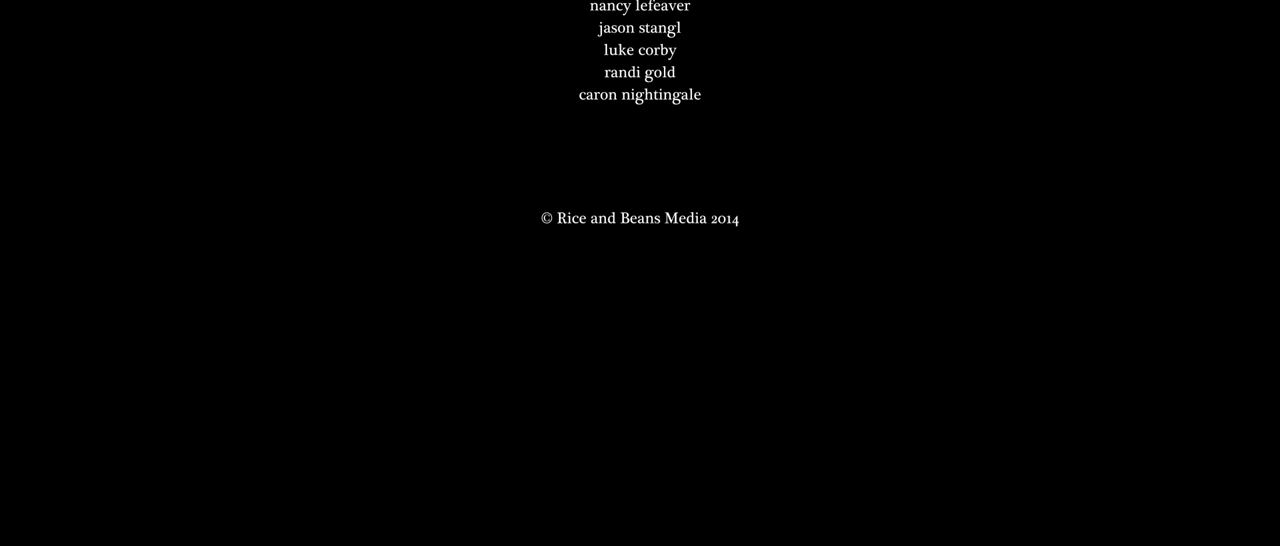 nancy lefeaver
jason stangl
luke corby
randi gold
caron nightingale
© Rice and Beans Media 2014